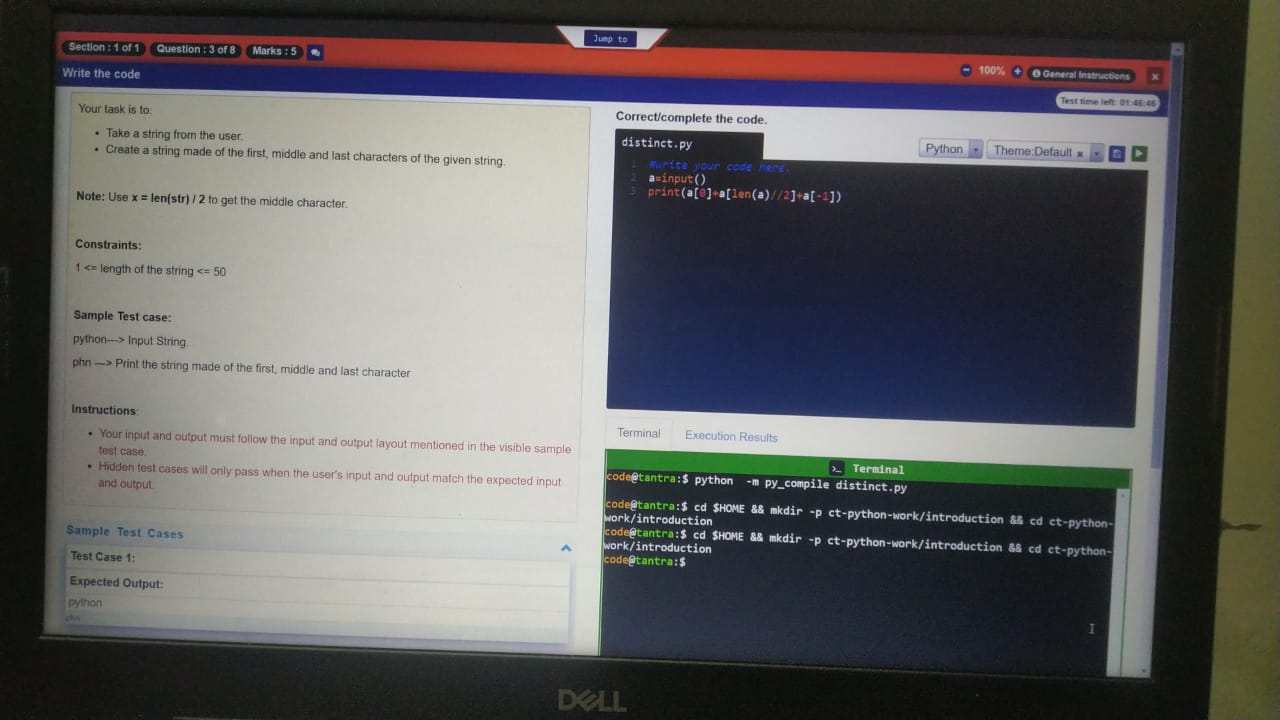 Jump to
Section : 1 of 1 Question : 3 of 8 Marks : 5
100% General Instructions
Write the code
Test time left: 01:46:46
Your task is to:
• Take a string from the user.
• Create a string made of the first, middle and last characters of the given string.
Note: Use x = len(str) / 2 to get the middle character.
Constraints:
1 <= length of the string <= 50
Sample Test case:
python---> Input String
phn ---> Print the string made of the first, middle and last character
Instructions:
• Your input and output must follow the input and output layout mentioned in the visible sample
test case.
• Hidden test cases will only pass when the user's input and output match the expected input
and output.
Sample Test Cases
Test Case 1:
Expected Output:
python
phn
Correct/complete the code.
distinct.py
Python Theme:Default
1 #write your code here.
2 a=input()
3 print(a[0]+a[len(a)//2]+a[-1])
Terminal Execution Results
Terminal
code@tantra:$ python -m py_compile distinct.py
code@tantra:$ cd $HOME && mkdir -p ct-python-work/introduction && cd ct-python-
work/introduction
code@tantra:$ cd $HOME && mkdir -p ct-python-work/introduction && cd ct-python-
work/introduction
code@tantra:$
DELL